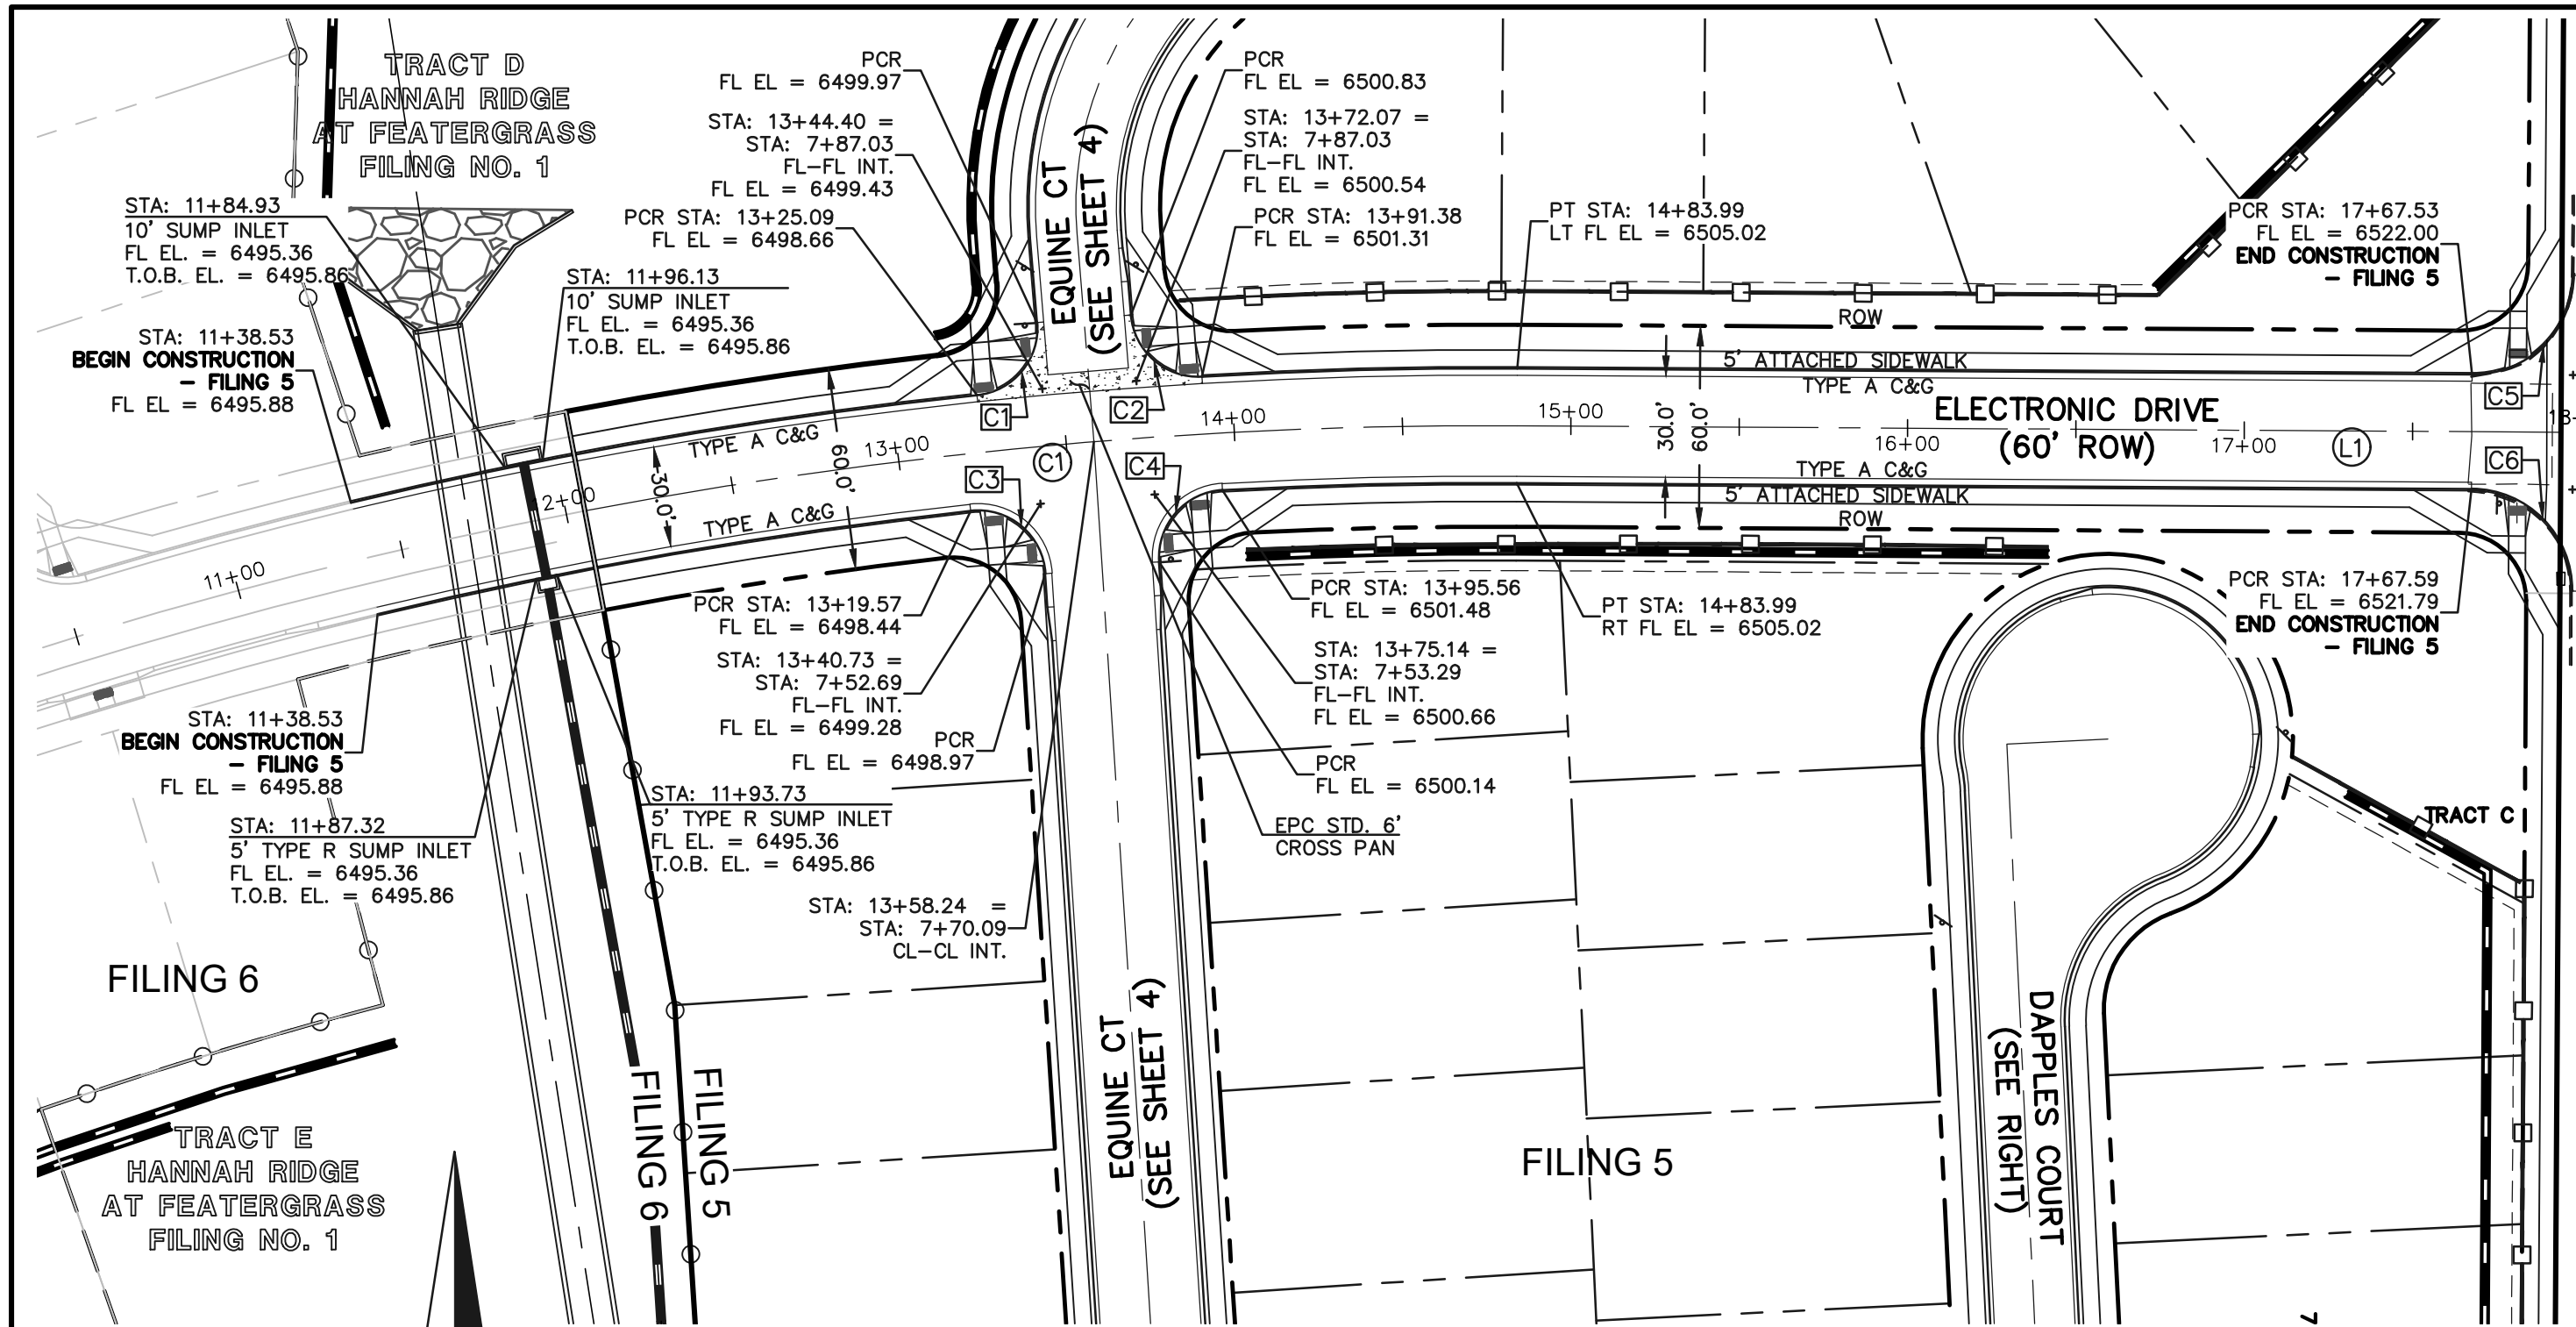 TRACT D
HANNAH RIDGE
AT FEATERGRASS
FILING NO. 1
STA: 11+84.93
10' SUMP INLET
FL EL. = 6495.36
T.O.B. EL. = 6495.86
STA: 11+38.53
BEGIN CONSTRUCTION
– FILING 5
FL EL = 6495.88
PCR
FL EL = 6499.97
STA: 13+44.40 =
STA: 7+87.03
FL–FL INT.
FL EL = 6499.43
PCR STA: 13+25.09
FL EL = 6498.66
STA: 11+96.13
10' SUMP INLET
FL EL. = 6495.36
T.O.B. EL. = 6495.86
EQUINE CT
(SEE SHEET 4)
PCR
FL EL = 6500.83
STA: 13+72.07 =
STA: 7+87.03
FL–FL INT.
FL EL = 6500.54
PCR STA: 13+91.38
FL EL = 6501.31
PT STA: 14+83.99
LT FL EL = 6505.02
PCR STA: 17+67.53
FL EL = 6522.00
END CONSTRUCTION
– FILING 5
ROW
5' ATTACHED SIDEWALK
TYPE A C&G
C1
C2
C5
TYPE A C&G
60.0'
13+00
C1
14+00
15+00
30.0'
60.0'
ELECTRONIC DRIVE
(60' ROW)
16+00
17+00
L1
18+
C3
C4
C6
TYPE A C&G
5' ATTACHED SIDEWALK
ROW
11+00
12+00
30.0'
TYPE A C&G
PCR STA: 13+19.57
FL EL = 6498.44
STA: 13+40.73 =
STA: 7+52.69
FL–FL INT.
FL EL = 6499.28
PCR
FL EL = 6498.97
PCR STA: 13+95.56
FL EL = 6501.48
STA: 13+75.14 =
STA: 7+53.29
FL–FL INT.
FL EL = 6500.66
PCR
FL EL = 6500.14
PT STA: 14+83.99
RT FL EL = 6505.02
PCR STA: 17+67.59
FL EL = 6521.79
END CONSTRUCTION
– FILING 5
STA: 11+38.53
BEGIN CONSTRUCTION
– FILING 5
FL EL = 6495.88
STA: 11+87.32
5' TYPE R SUMP INLET
FL EL. = 6495.36
T.O.B. EL. = 6495.86
STA: 11+93.73
5' TYPE R SUMP INLET
FL EL. = 6495.36
T.O.B. EL. = 6495.86
STA: 13+58.24 =
STA: 7+70.09
CL–CL INT.
EPC STD. 6'
CROSS PAN
TRACT C
FILING 6
FILING 6
FILING 5
EQUINE CT
(SEE SHEET 4)
FILING 5
DAPPLES COURT
(SEE RIGHT)
TRACT E
HANNAH RIDGE
AT FEATERGRASS
FILING NO. 1